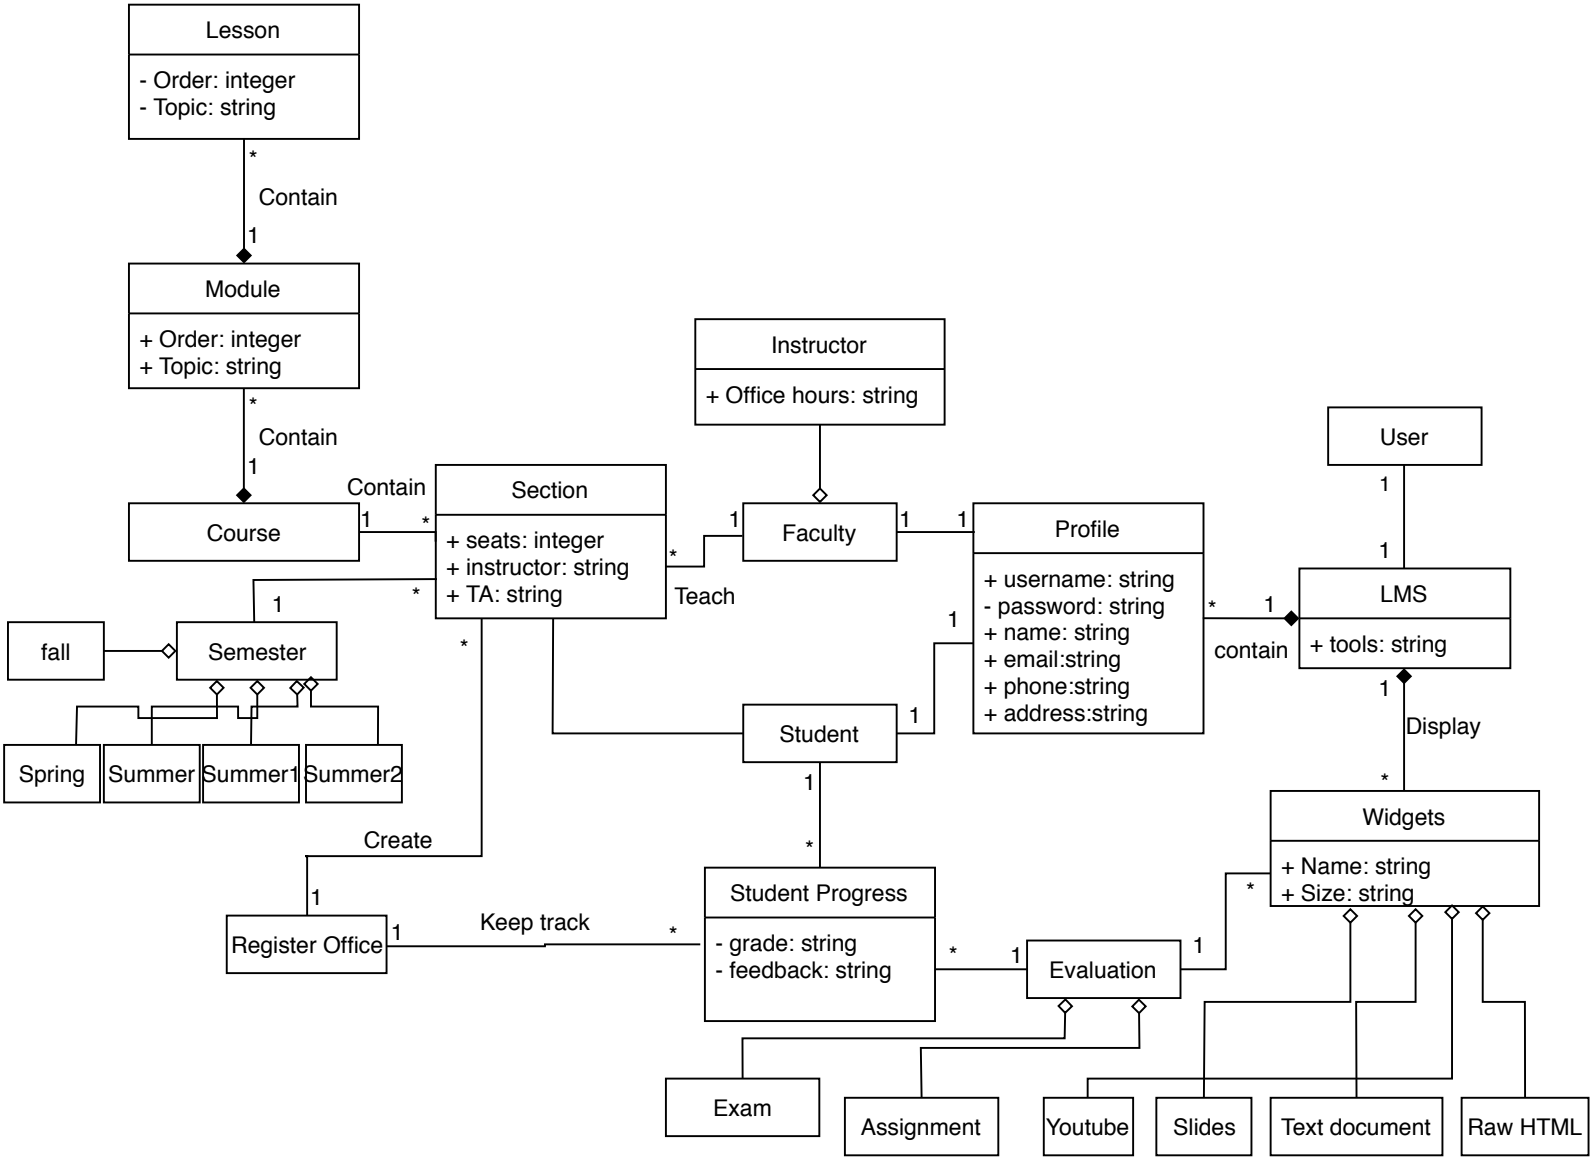 Lesson
- Order: integer
- Topic: string
*
Contain
1
Module
+ Order: integer
+ Topic: string
*
Contain
1
Course
1
Contain
*
Section
+ seats: integer
+ instructor: string
+ TA: string
Instructor
+ Office hours: string
1
Faculty
*
Teach
1
1
Profile
+ username: string
- password: string
+ name: string
+ email:string
+ phone:string
+ address:string
User
1
1
LMS
+ tools: string
*
1
contain
1
Display
*
*
1
fall
Semester
Spring
Summer
Summer1
Summer2
*
Create
1
Register Office
1
Keep track
*
1
Student
1
1
*
Student Progress
- grade: string
- feedback: string
*
1
Evaluation
1
*
Widgets
+ Name: string
+ Size: string
Exam
Assignment
Youtube
Slides
Text document
Raw HTML